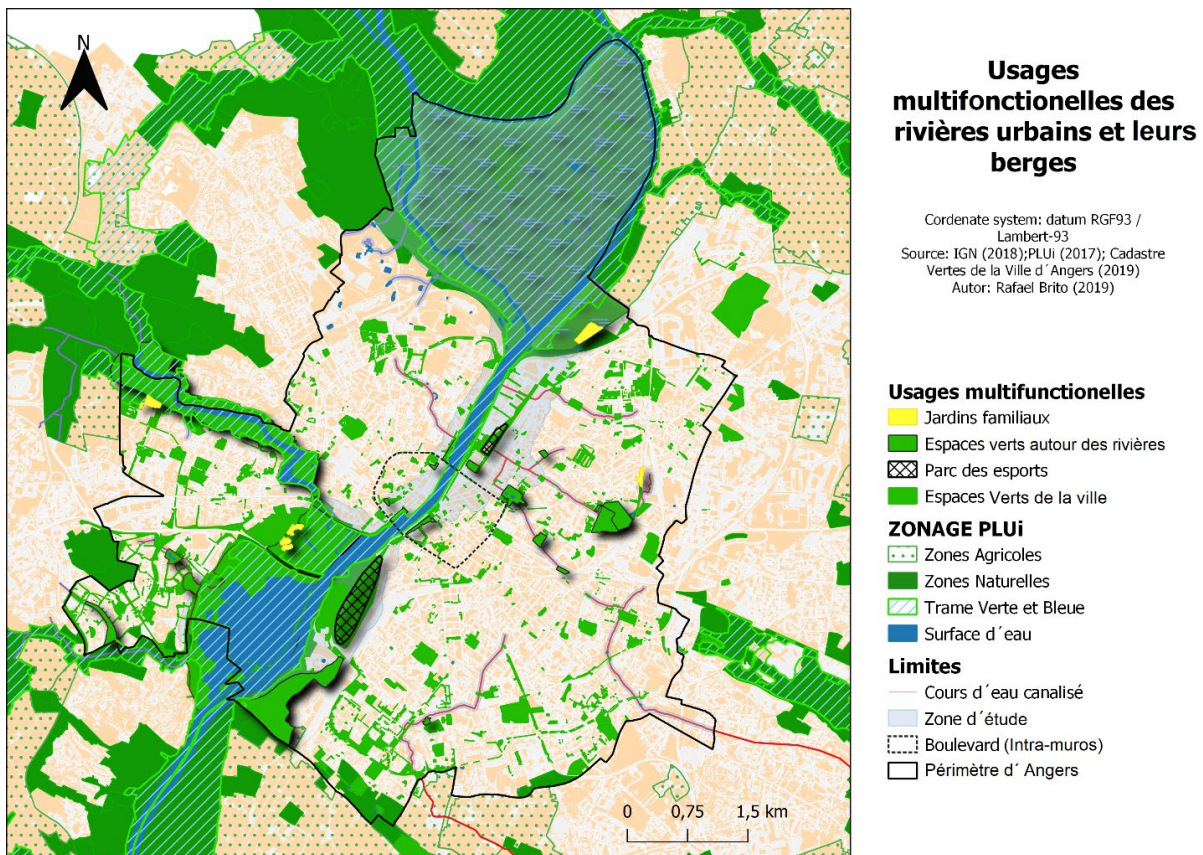 N
Usages
multifonctionelles des
rivières urbains et leurs
berges
Cordenate system: datum RGF93 /
Lambert-93
Source: IGN (2018);PLUi (2017); Cadastre
Vertes de la Ville d´Angers (2019)
Autor: Rafael Brito (2019)
Usages multifunctionelles
Jardins familiaux
Espaces verts autour des rivières
Parc des esports
Espaces Verts de la ville
ZONAGE PLUi
Zones Agricoles
Zones Naturelles
Trame Verte et Bleue
Surface d´eau
Limites
Cours d´eau canalisé
Zone d´étude
Boulevard (Intra-muros)
Périmètre d´ Angers
0 0,75 1,5 km